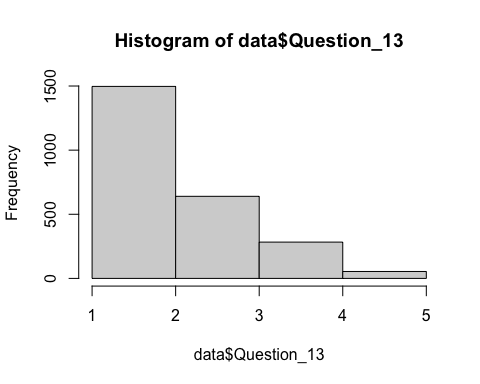 Histogram of data$Question_13
Frequency
1500
1000
500
0
1 2 3 4 5
data$Question_13